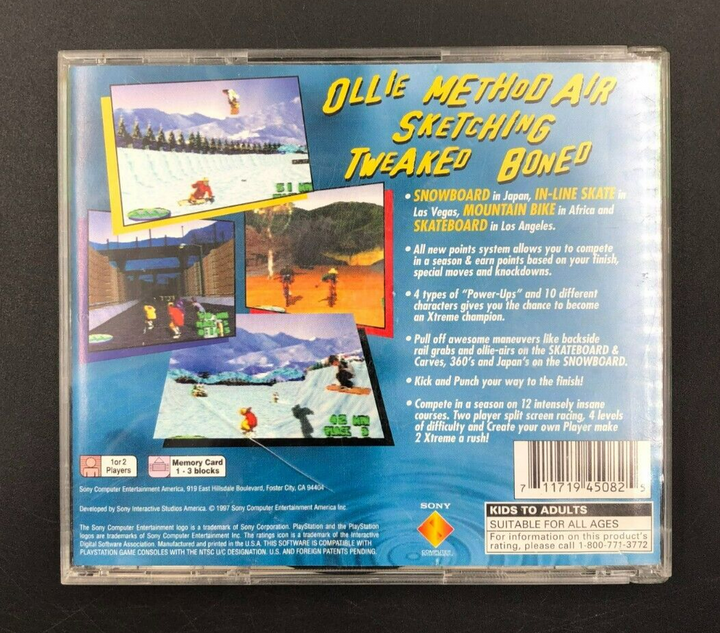 OLLIE METHOD AIR
SKETCHING
TWEAKED BONED
• SNOWBOARD in Japan, IN-LINE SKATE in
Las Vegas, MOUNTAIN BIKE in Africa and
SKATEBOARD in Los Angeles.
• All new points system allows you to compete
in a season & earn points based on your finish,
special moves and knockdowns.
• 4 types of "Power-Ups" and 10 different
characters gives you the chance to become
an Xtreme champion.
• Pull off awesome maneuvers like backside
rail grabs and ollie-airs on the SKATEBOARD &
Carves, 360's and Japan's on the SNOWBOARD.
• Kick and Punch your way to the finish!
• Compete in a season on 12 intensely insane
courses. Two player split screen racing, 4 levels
of difficulty and Create your own Player make
2 Xtreme a rush!
1 or 2
Players
Memory Card
1 - 3 blocks
Sony Computer Entertainment America, 919 East Hillsdale Boulevard, Foster City, CA 94404
Developed by Sony Interactive Studios America. © 1997 Sony Computer Entertainment America Inc.
The Sony Computer Entertainment logo is a trademark of Sony Corporation. PlayStation and the PlayStation
logos are trademarks of Sony Computer Entertainment Inc. The ratings icon is a trademark of the Interactive
Digital Software Association. Manufactured and printed in the U.S.A. THIS SOFTWARE IS COMPATIBLE WITH
PLAYSTATION GAME CONSOLES WITH THE NTSC U/C DESIGNATION. U.S. AND FOREIGN PATENTS PENDING.
SONY
COMPUTER
7 11719 45082 5
KIDS TO ADULTS
SUITABLE FOR ALL AGES
For information on this product's
rating, please call 1-800-771-3772